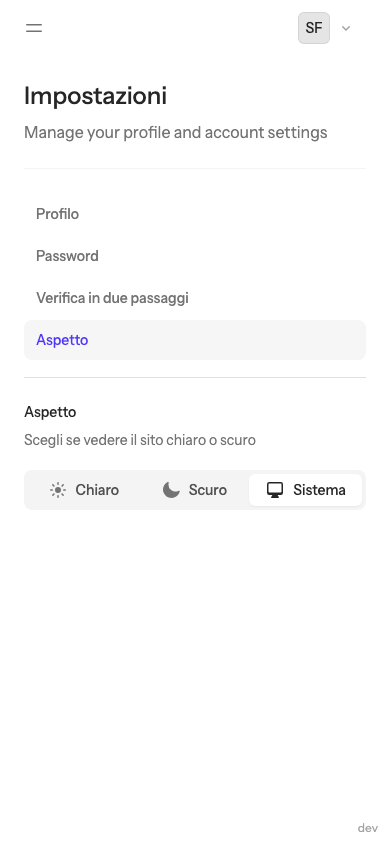 SF
Impostazioni
Manage your profile and account settings
Profilo
Password
Verifica in due passaggi
Aspetto
Aspetto
Scegli se vedere il sito chiaro o scuro
Chiaro Scuro Sistema
dev